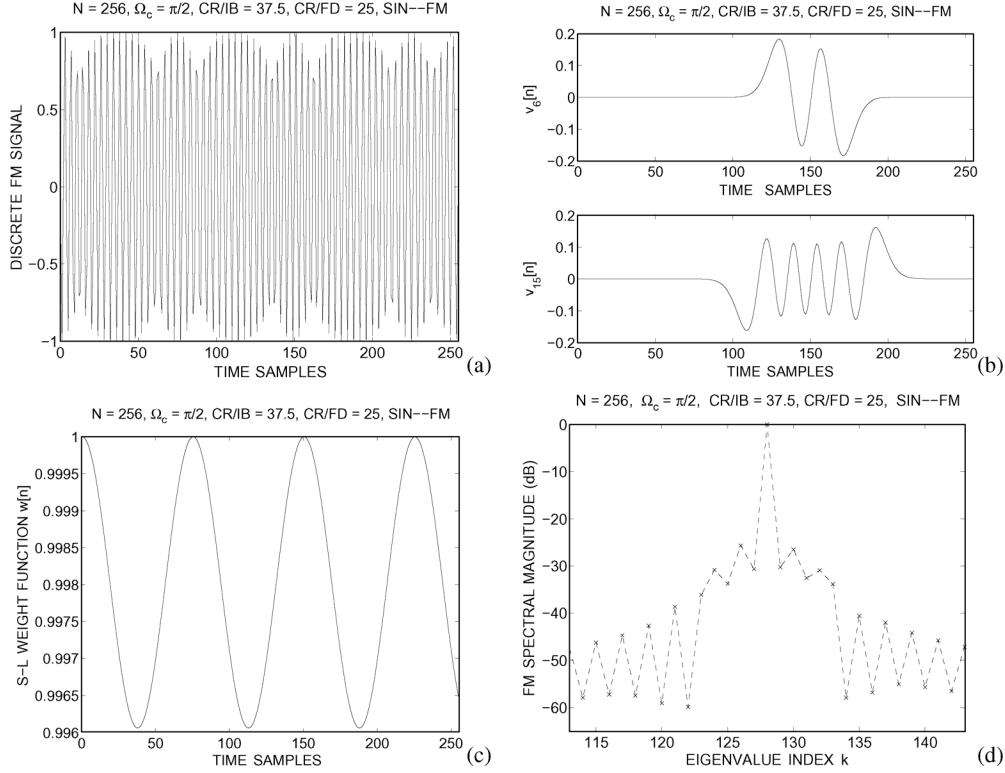 N = 256, Ωc = π/2, CR/IB = 37.5, CR/FD = 25, SIN−−FM
1
0.5
0
−0.5
−1
DISCRETE FM SIGNAL
0 50 100 150 200 250
TIME SAMPLES
(a)
N = 256, Ωc = π/2, CR/IB = 37.5, CR/FD = 25, SIN−−FM
0.2
0.1
0
−0.1
−0.2
v6[n]
0 50 100 150 200 250
TIME SAMPLES
0.2
0.1
0
−0.1
−0.2
v15[n]
0 50 100 150 200 250
TIME SAMPLES
(b)
N = 256, Ωc = π/2, CR/IB = 37.5, CR/FD = 25, SIN−−FM
1
0.9995
0.999
0.9985
0.998
0.9975
0.997
0.9965
0.996
S−L WEIGHT FUNCTION w[n]
0 50 100 150 200 250
TIME SAMPLES
(c)
N = 256, Ωc = π/2, CR/IB = 37.5, CR/FD = 25, SIN−−FM
0
−10
−20
−30
−40
−50
−60
FM SPECTRAL MAGNITUDE (dB)
115 120 125 130 135 140
EIGENVALUE INDEX k
(d)